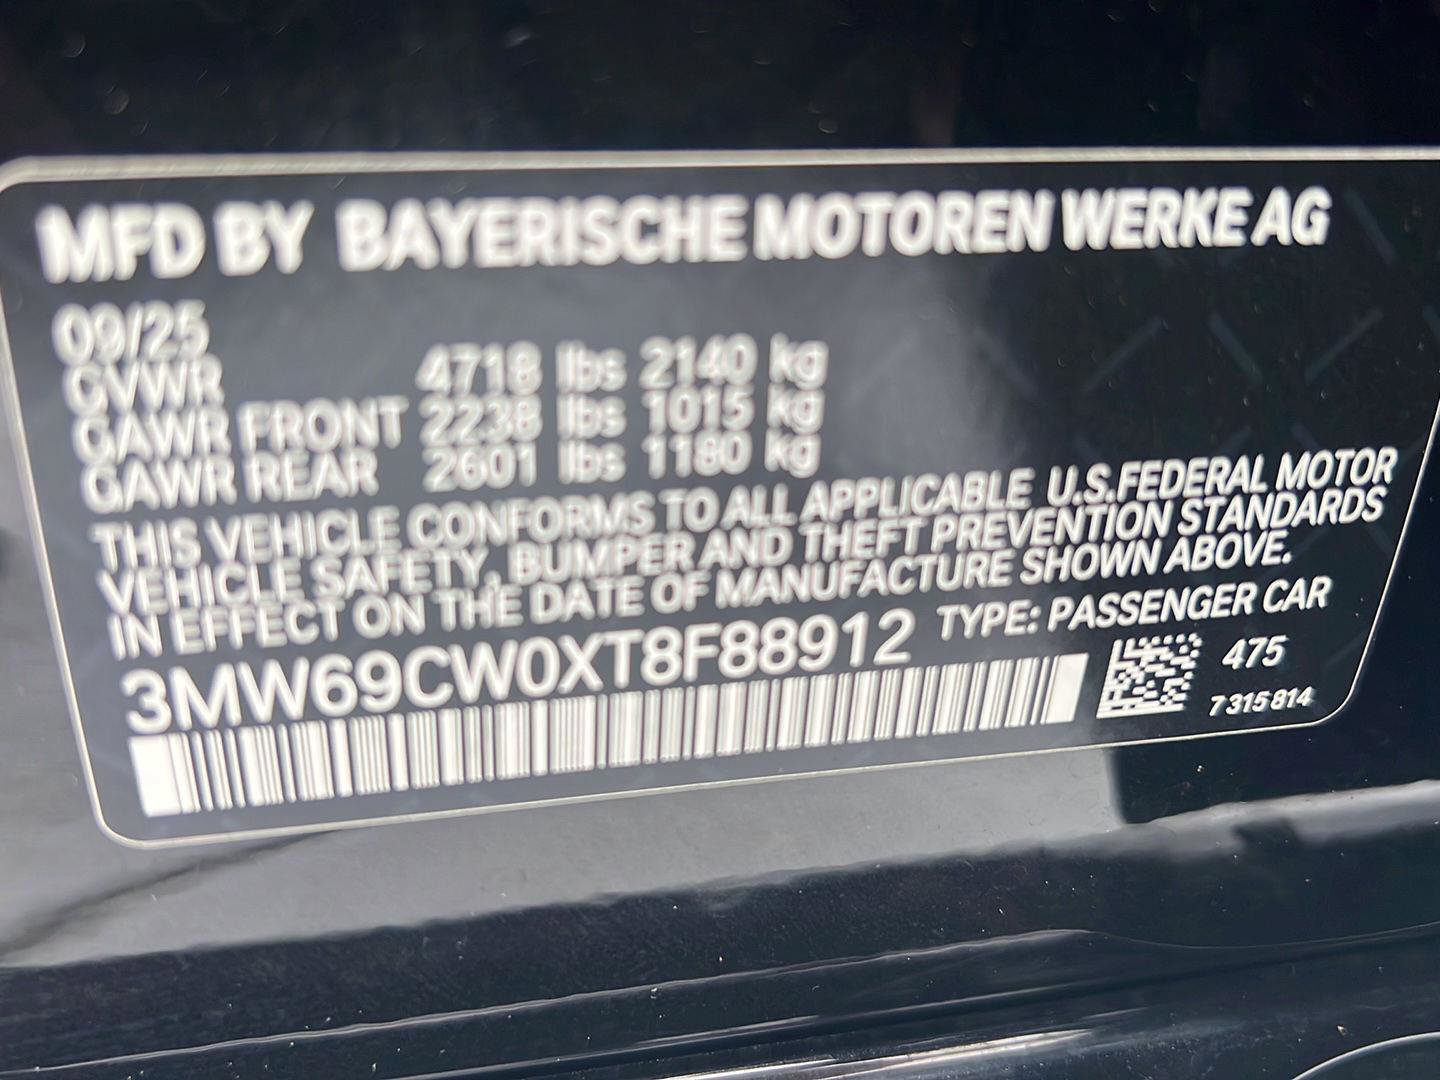 MFD BY BAYERISCHE MOTOREN WERKE AG
09/25
GVWR 4718 lbs 2140 kg
GAWR FRONT 2238 lbs 1015 kg
GAWR REAR 2601 lbs 1180 kg
THIS VEHICLE CONFORMS TO ALL APPLICABLE U.S.FEDERAL MOTOR
VEHICLE SAFETY, BUMPER AND THEFT PREVENTION STANDARDS
IN EFFECT ON THE DATE OF MANUFACTURE SHOWN ABOVE.
3MW69CW0XT8F88912 TYPE: PASSENGER CAR
475
7 315 814